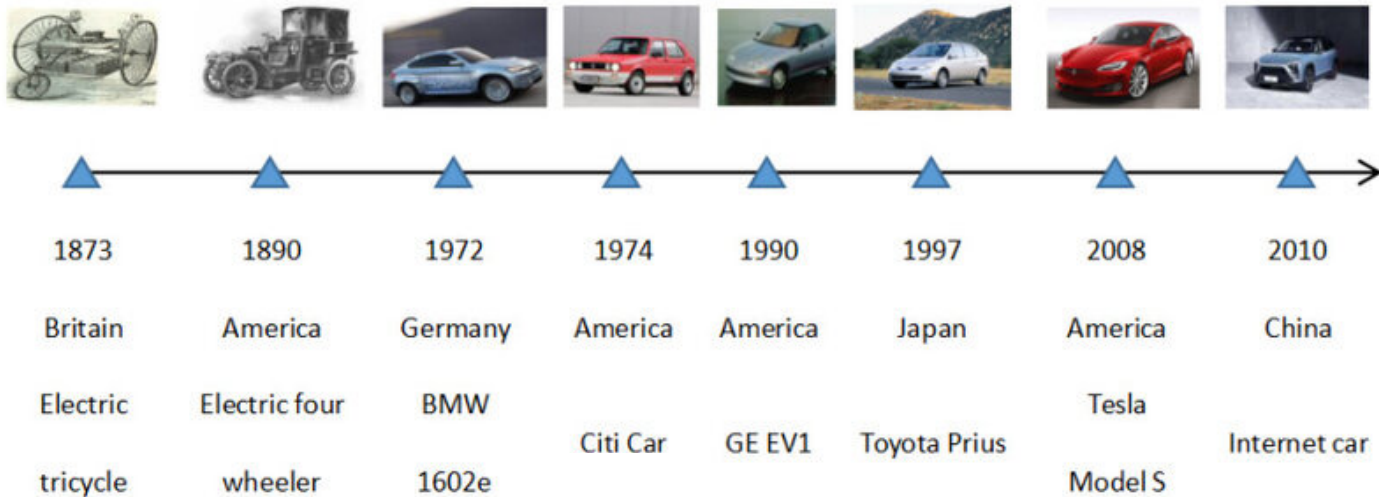 1873 1890 1972 1974 1990 1997 2008 2010
Britain America Germany America America Japan America China
Electric Electric four BMW Citi Car GE EV1 Toyota Prius Tesla Internet car
tricycle wheeler 1602e Model S